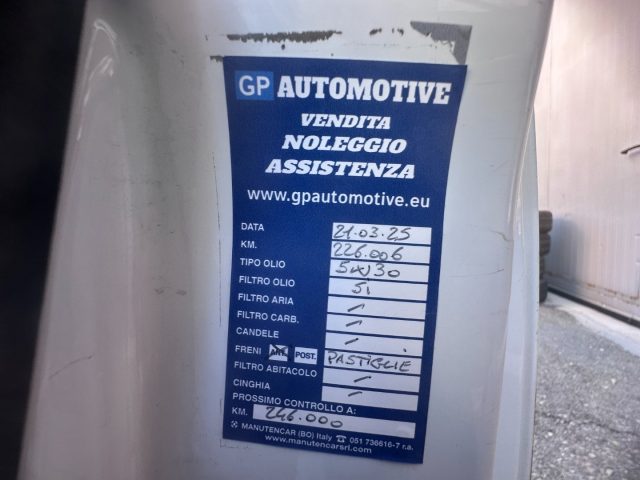 GP AUTOMOTIVE
VENDITA
NOLEGGIO
ASSISTENZA
www.gpautomotive.eu
DATA 21.03.25
KM. 226.006
TIPO OLIO 5W30
FILTRO OLIO Si
FILTRO ARIA /
FILTRO CARB. /
CANDELE /
FRENI ANT. POST. PASTIGLIE
FILTRO ABITACOLO /
CINGHIA /
PROSSIMO CONTROLLO A:
KM. 246.000
MANUTENCAR (BO) Italy ☎ 051 736616-7 r.a.
www.manutencarsrl.com